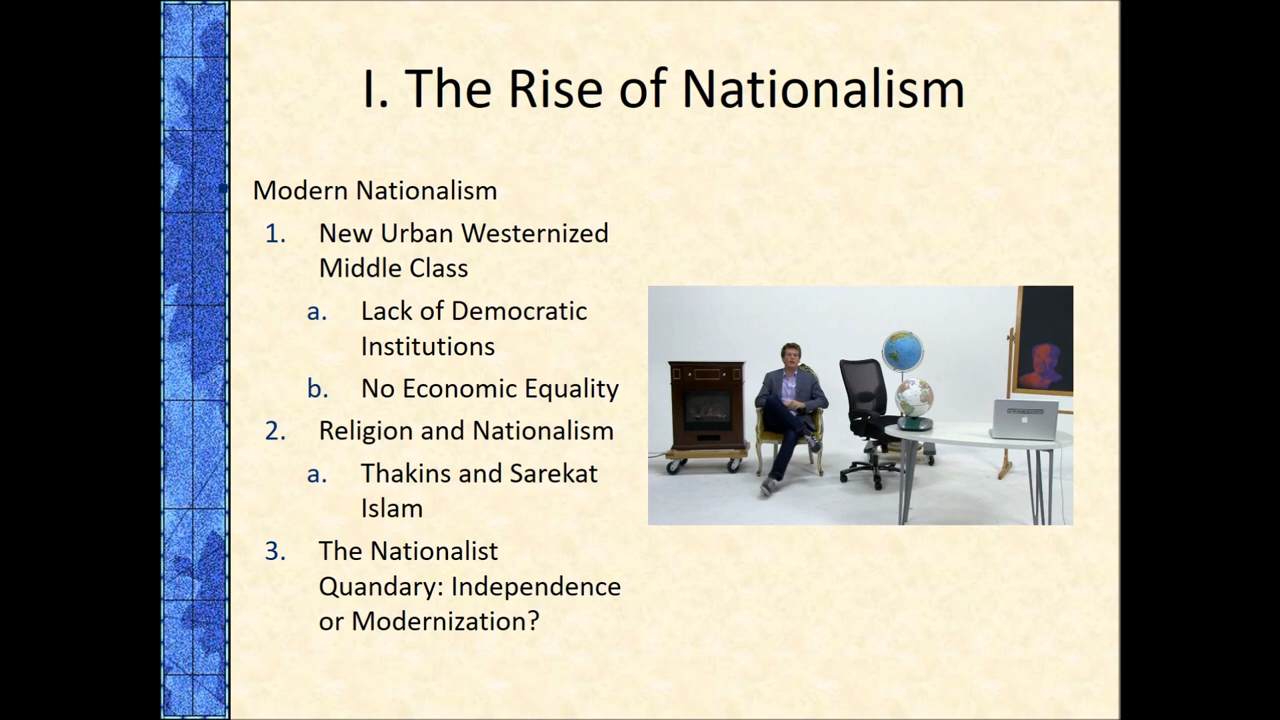 I. The Rise of Nationalism
Modern Nationalism
1. New Urban Westernized
Middle Class
a. Lack of Democratic
Institutions
b. No Economic Equality
2. Religion and Nationalism
a. Thakins and Sarekat
Islam
3. The Nationalist
Quandary: Independence
or Modernization?